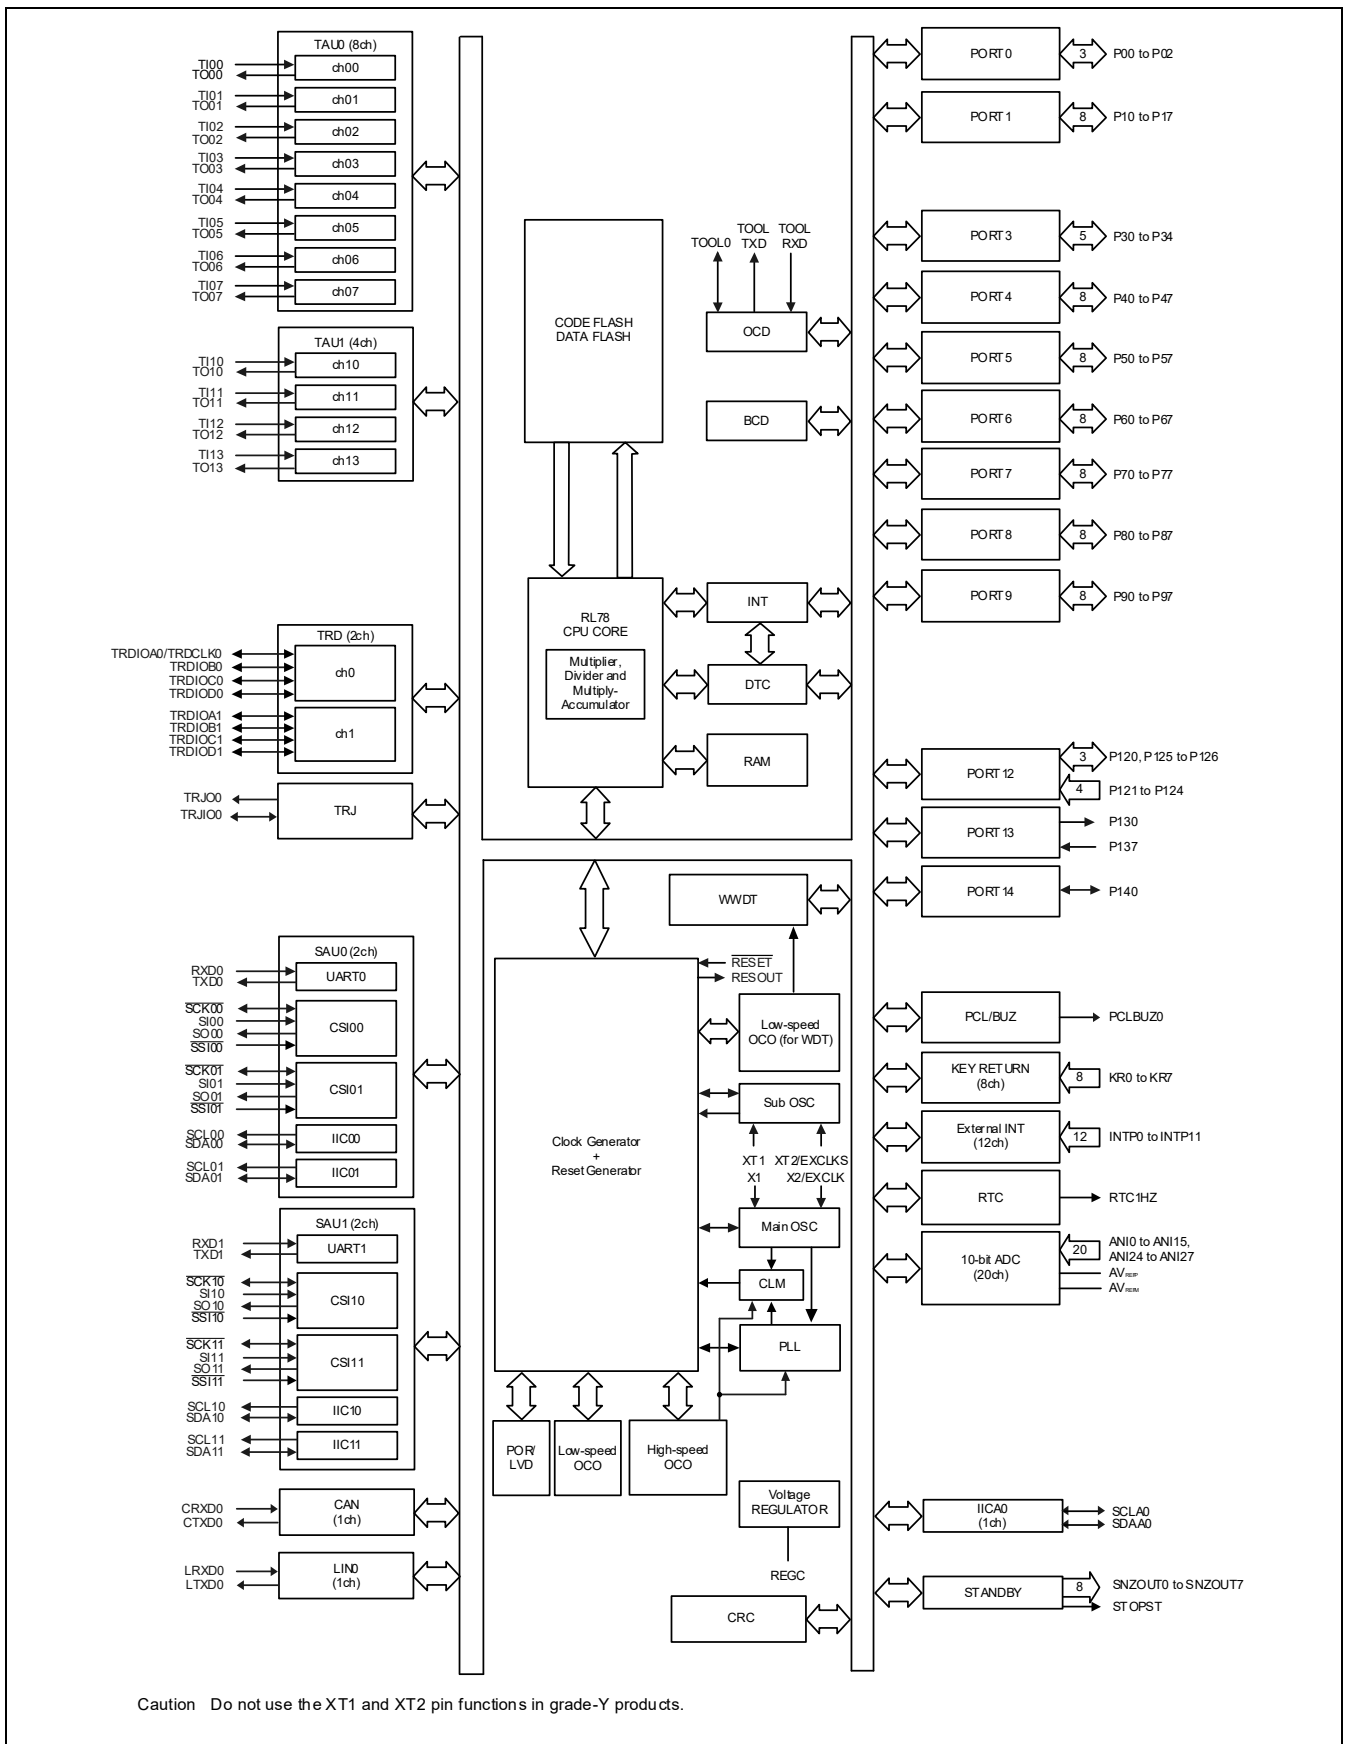 TAU0 (8ch)
TI00
TO00
ch00
TI01
TO01
ch01
TI02
TO02
ch02
TI03
TO03
ch03
TI04
TO04
ch04
TI05
TO05
ch05
TI06
TO06
ch06
TI07
TO07
ch07
TAU1 (4ch)
TI10
TO10
ch10
TI11
TO11
ch11
TI12
TO12
ch12
TI13
TO13
ch13
TRD (2ch)
TRDIOA0/TRDCLK0
TRDIOB0
TRDIOC0
TRDIOD0
ch0
TRDIOA1
TRDIOB1
TRDIOC1
TRDIOD1
ch1
TRJO0
TRJIO0
TRJ
SAU0 (2ch)
RXD0
TXD0
UART0
SCK00
SI00
SO00
SSI00
CSI00
SCK01
SI01
SO01
SSI01
CSI01
SCL00
SDA00
IIC00
SCL01
SDA01
IIC01
SAU1 (2ch)
RXD1
TXD1
UART1
SCK10
SI10
SO10
SSI10
CSI10
SCK11
SI11
SO11
SSI11
CSI11
SCL10
SDA10
IIC10
SCL11
SDA11
IIC11
CRXD0
CTXD0
CAN
(1ch)
LRXD0
LTXD0
LIN0
(1ch)
CODE FLASH
DATA FLASH
TOOL0
TOOL
TXD
TOOL
RXD
OCD
BCD
RL78
CPU CORE
Multiplier,
Divider and
Multiply-
Accumulator
INT
DTC
RAM
WWDT
RESET
RESOUT
Low-speed
OCO (for WDT)
Clock Generator
+
Reset Generator
Sub OSC
XT1
XT2/EXCLKS
X1
X2/EXCLK
Main OSC
CLM
PLL
POR/
LVD
Low-speed
OCO
High-speed
OCO
Voltage
REGULATOR
REGC
CRC
PORT 0
3
P00 to P02
PORT 1
8
P10 to P17
PORT 3
5
P30 to P34
PORT 4
8
P40 to P47
PORT 5
8
P50 to P57
PORT 6
8
P60 to P67
PORT 7
8
P70 to P77
PORT 8
8
P80 to P87
PORT 9
8
P90 to P97
PORT 12
3
P120, P125 to P126
4
P121 to P124
PORT 13
P130
P137
PORT 14
P140
PCL/BUZ
PCLBUZ0
KEY RETURN
(8ch)
8
KR0 to KR7
External INT
(12ch)
12
INTP0 to INTP11
RTC
RTC1HZ
10-bit ADC
(20ch)
20
ANI0 to ANI15,
ANI24 to ANI27
AVREFP
AVREFM
IICA0
(1ch)
SCLA0
SDAA0
STANDBY
8
SNZOUT0 to SNZOUT7
STOPST
Caution Do not use the XT1 and XT2 pin functions in grade-Y products.